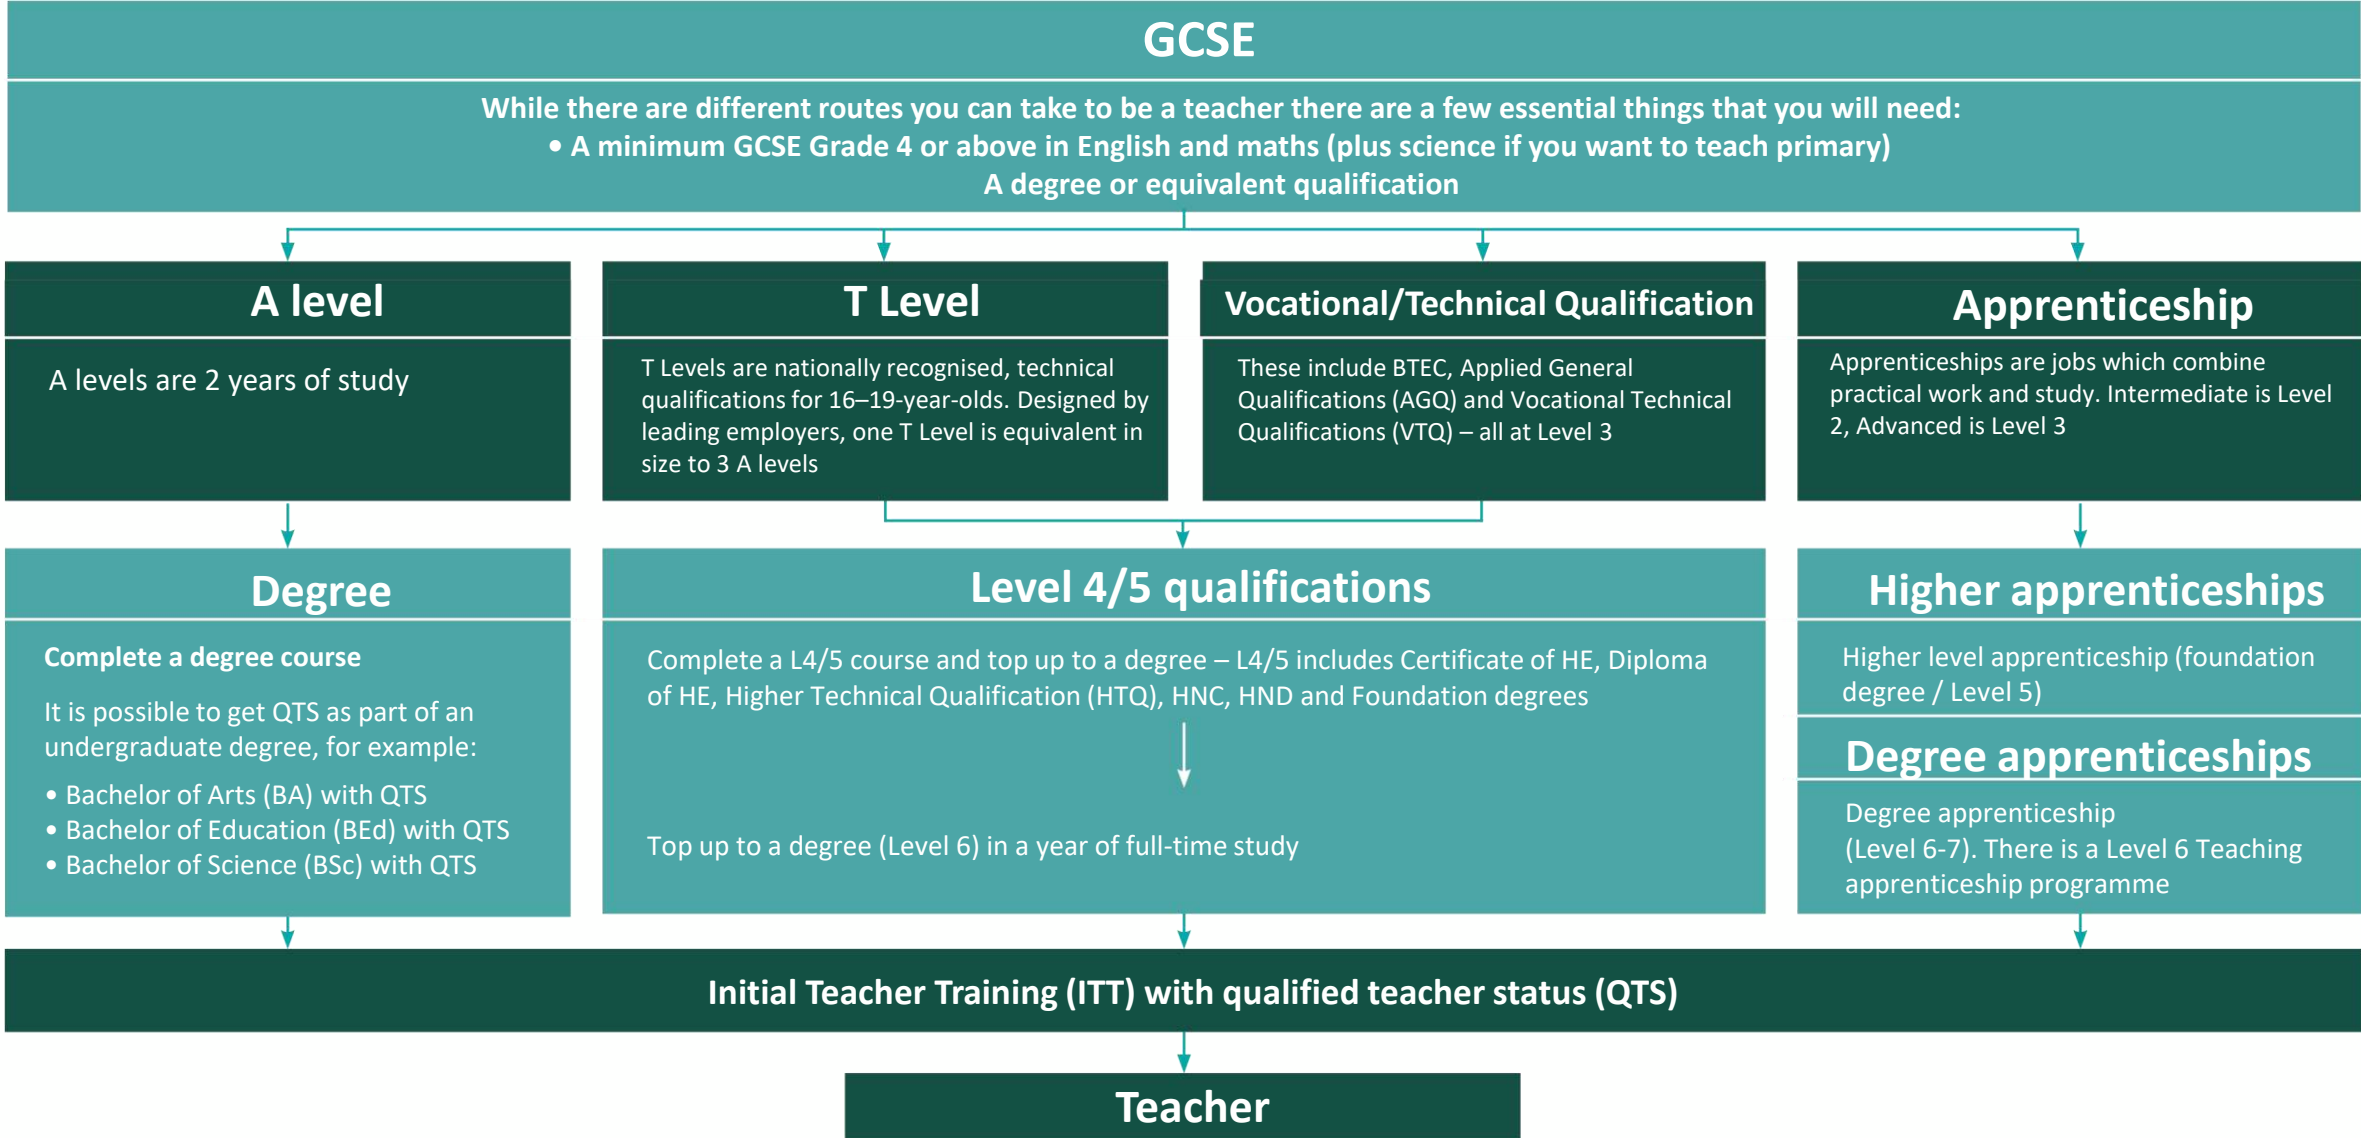 GCSE
While there are different routes you can take to be a teacher there are a few essential things that you will need:
• A minimum GCSE Grade 4 or above in English and maths (plus science if you want to teach primary)
A degree or equivalent qualification
A level
A levels are 2 years of study
T Level
T Levels are nationally recognised, technical
qualifications for 16–19-year-olds. Designed by
leading employers, one T Level is equivalent in
size to 3 A levels
Vocational/Technical Qualification
These include BTEC, Applied General
Qualifications (AGQ) and Vocational Technical
Qualifications (VTQ) – all at Level 3
Apprenticeship
Apprenticeships are jobs which combine
practical work and study. Intermediate is Level
2, Advanced is Level 3
Degree
Complete a degree course
It is possible to get QTS as part of an
undergraduate degree, for example:
• Bachelor of Arts (BA) with QTS
• Bachelor of Education (BEd) with QTS
• Bachelor of Science (BSc) with QTS
Level 4/5 qualifications
Complete a L4/5 course and top up to a degree – L4/5 includes Certificate of HE, Diploma
of HE, Higher Technical Qualification (HTQ), HNC, HND and Foundation degrees
Top up to a degree (Level 6) in a year of full-time study
Higher apprenticeships
Higher level apprenticeship (foundation
degree / Level 5)
Degree apprenticeships
Degree apprenticeship
(Level 6-7). There is a Level 6 Teaching
apprenticeship programme
Initial Teacher Training (ITT) with qualified teacher status (QTS)
Teacher